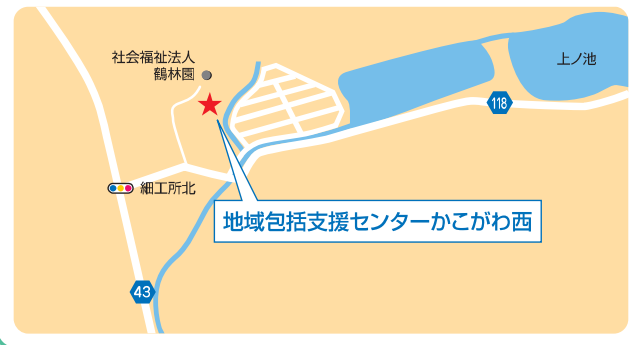 社会福祉法人
鶴林園
上ノ池
118
細工所北
地域包括支援センターかこがわ西
43